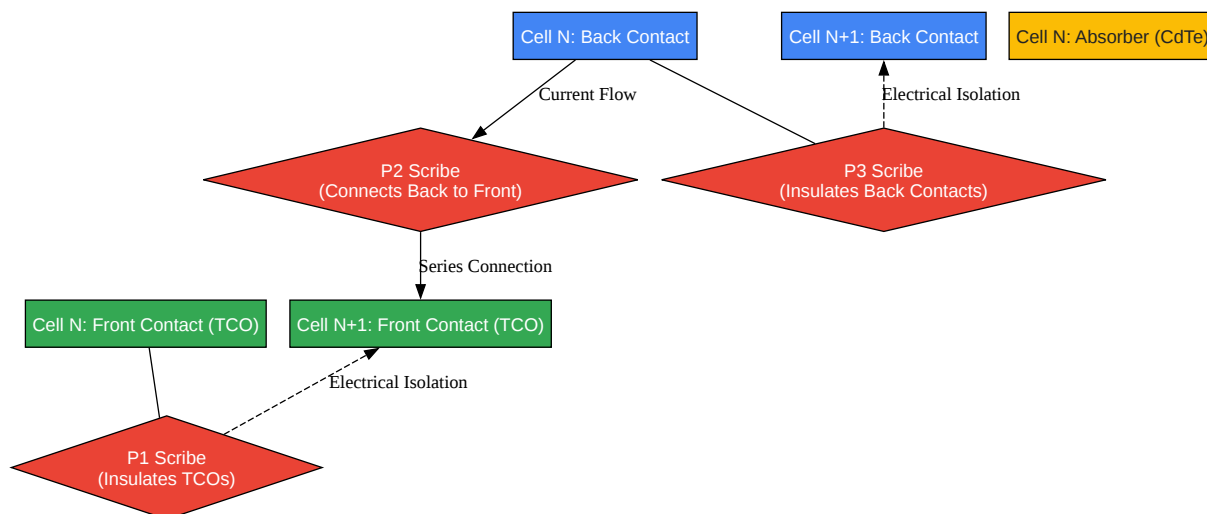 Cell N: Back Contact
Cell N+1: Back Contact
Cell N: Absorber (CdTe)
Current Flow
Electrical Isolation
P2 Scribe
(Connects Back to Front)
P3 Scribe
(Insulates Back Contacts)
Series Connection
Cell N: Front Contact (TCO)
Cell N+1: Front Contact (TCO)
Electrical Isolation
P1 Scribe
(Insulates TCOs)